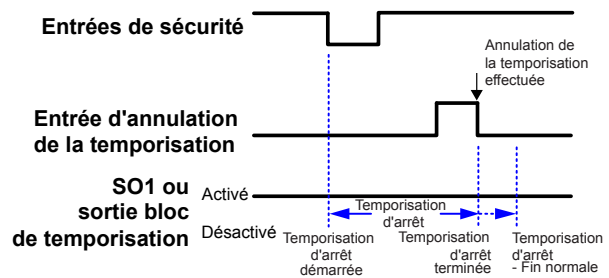 Entrées de sécurité
Annulation de
la temporisation
effectuée
Entrée d'annulation
de la temporisation
SO1 ou
sortie bloc
de temporisation
Activé
Désactivé
Temporisation
d'arrêt
Temporisation
d'arrêt
démarrée
Temporisation
d'arrêt
terminée
Temporisation
d'arrêt
- Fin normale